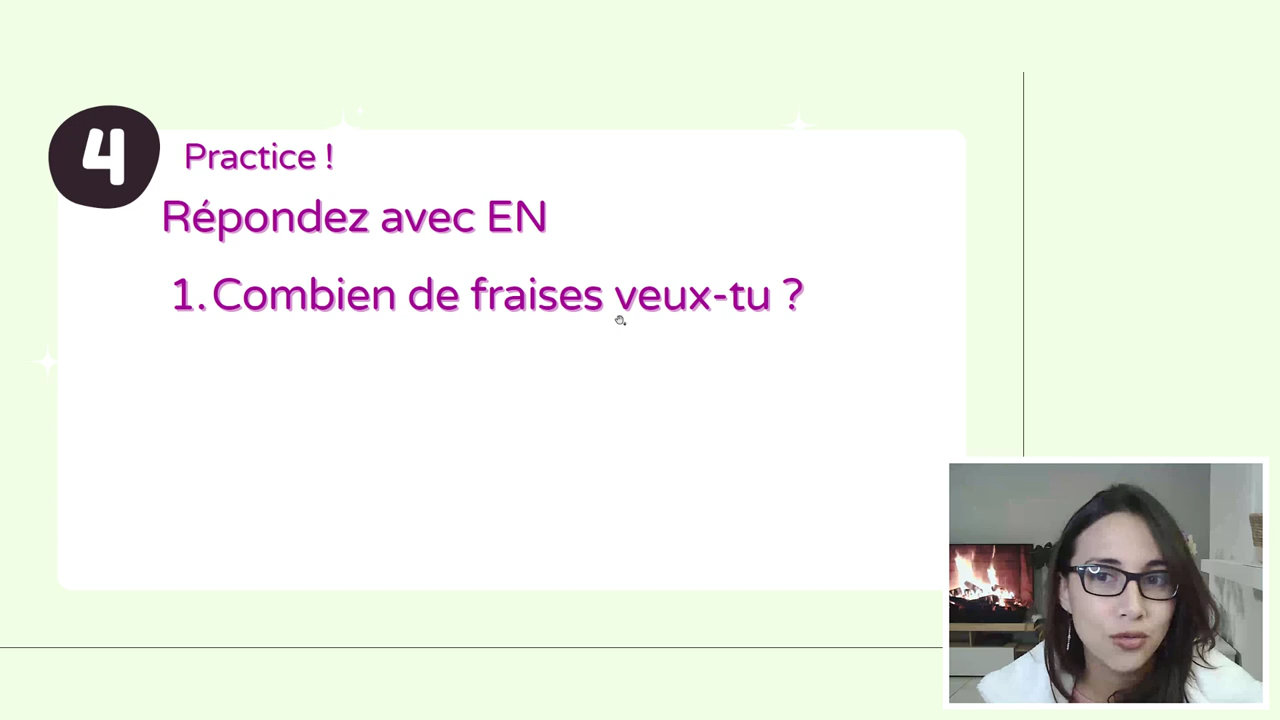 4
Practice !
Répondez avec EN
1. Combien de fraises veux-tu ?